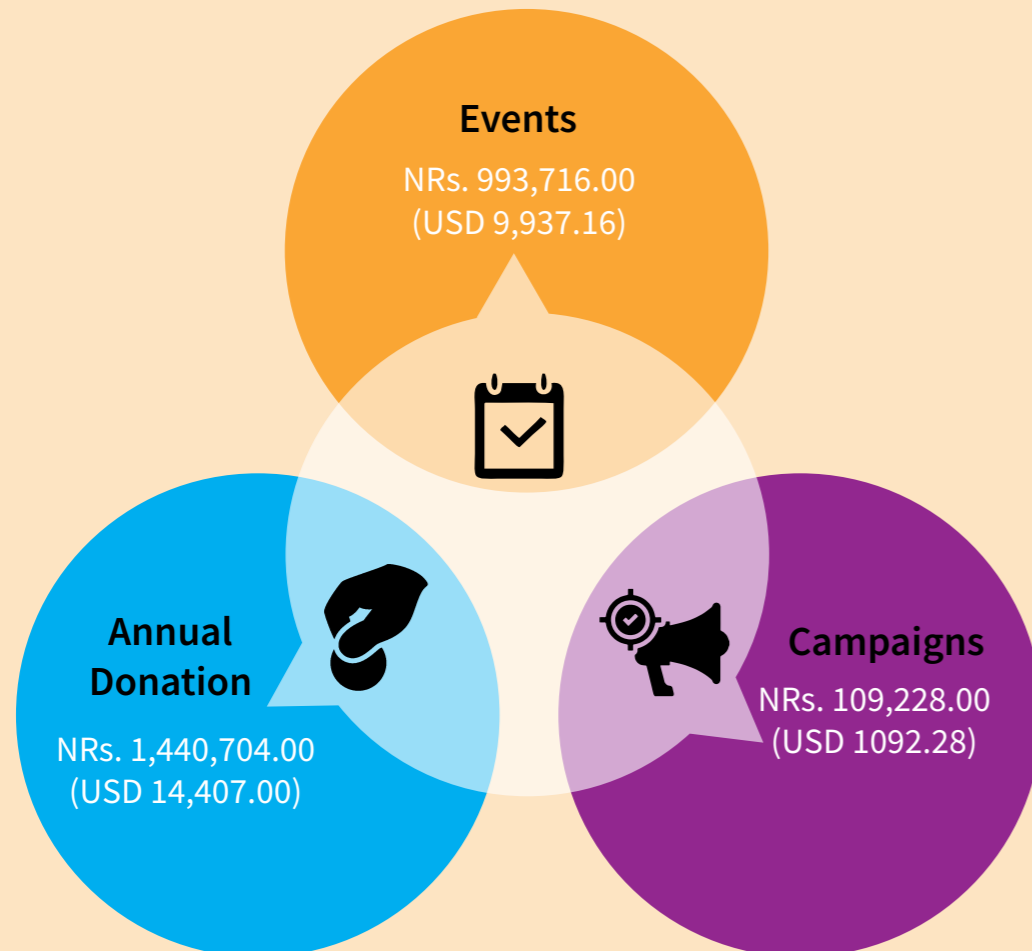 Events
NRs. 993,716.00
(USD 9,937.16)
Annual
Donation
NRs. 1,440,704.00
(USD 14,407.00)
Campaigns
NRs. 109,228.00
(USD 1092.28)